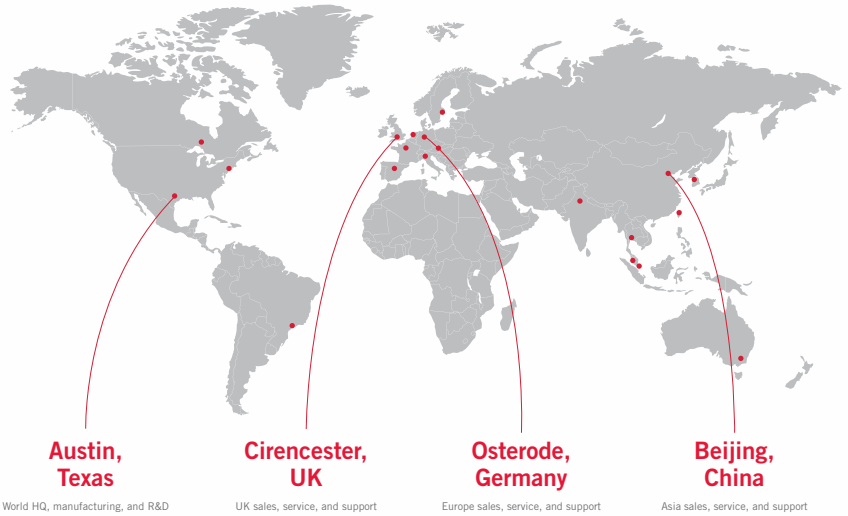 Austin,
Texas
World HQ, manufacturing, and R&D
Cirencester,
UK
UK sales, service, and support
Osterode,
Germany
Europe sales, service, and support
Beijing,
China
Asia sales, service, and support